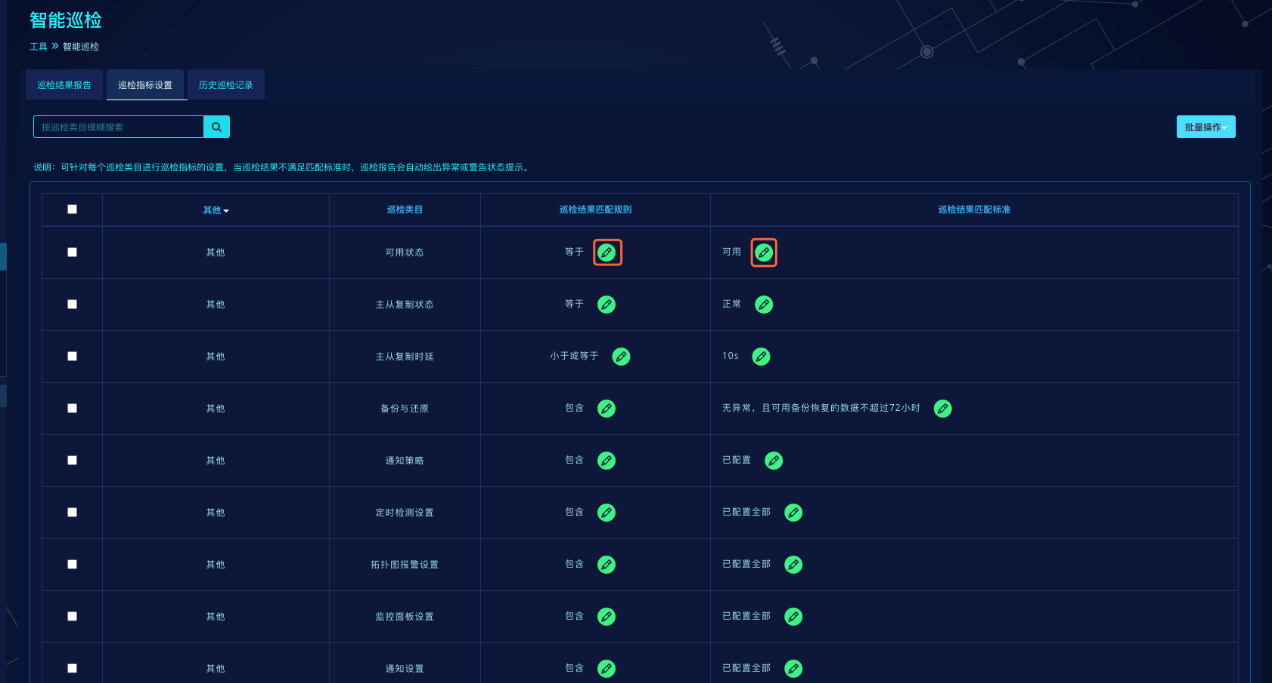 智能巡检
工具 » 智能巡检
巡检结果报告 巡检指标设置 历史巡检记录
按巡检类目模糊搜索 批量操作
说明：可针对每个巡检类目进行巡检指标的设置，当巡检结果不满足匹配标准时，巡检报告会自动给出异常或警告状态提示。
其他 巡检类目 巡检结果匹配规则 巡检结果匹配标准
其他 可用状态 等于 可用
其他 主从复制状态 等于 正常
其他 主从复制时延 小于或等于 10s
其他 备份与还原 包含 无异常，且可用备份恢复的数据不超过72小时
其他 通知策略 包含 已配置
其他 定时检测设置 包含 已配置全部
其他 拓扑图报警设置 包含 已配置全部
其他 监控面板设置 包含 已配置全部
其他 通知设置 包含 已配置全部